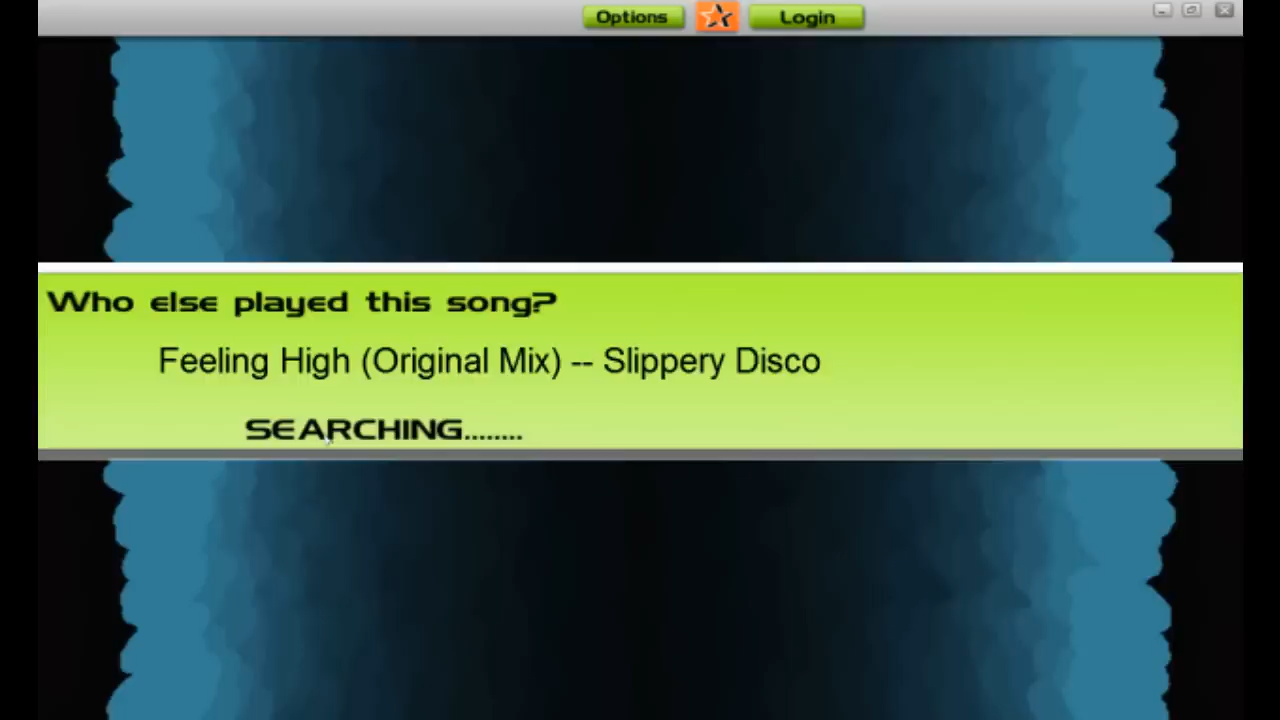 Options Login
Who else played this song?
Feeling High (Original Mix) -- Slippery Disco
SEARCHING........